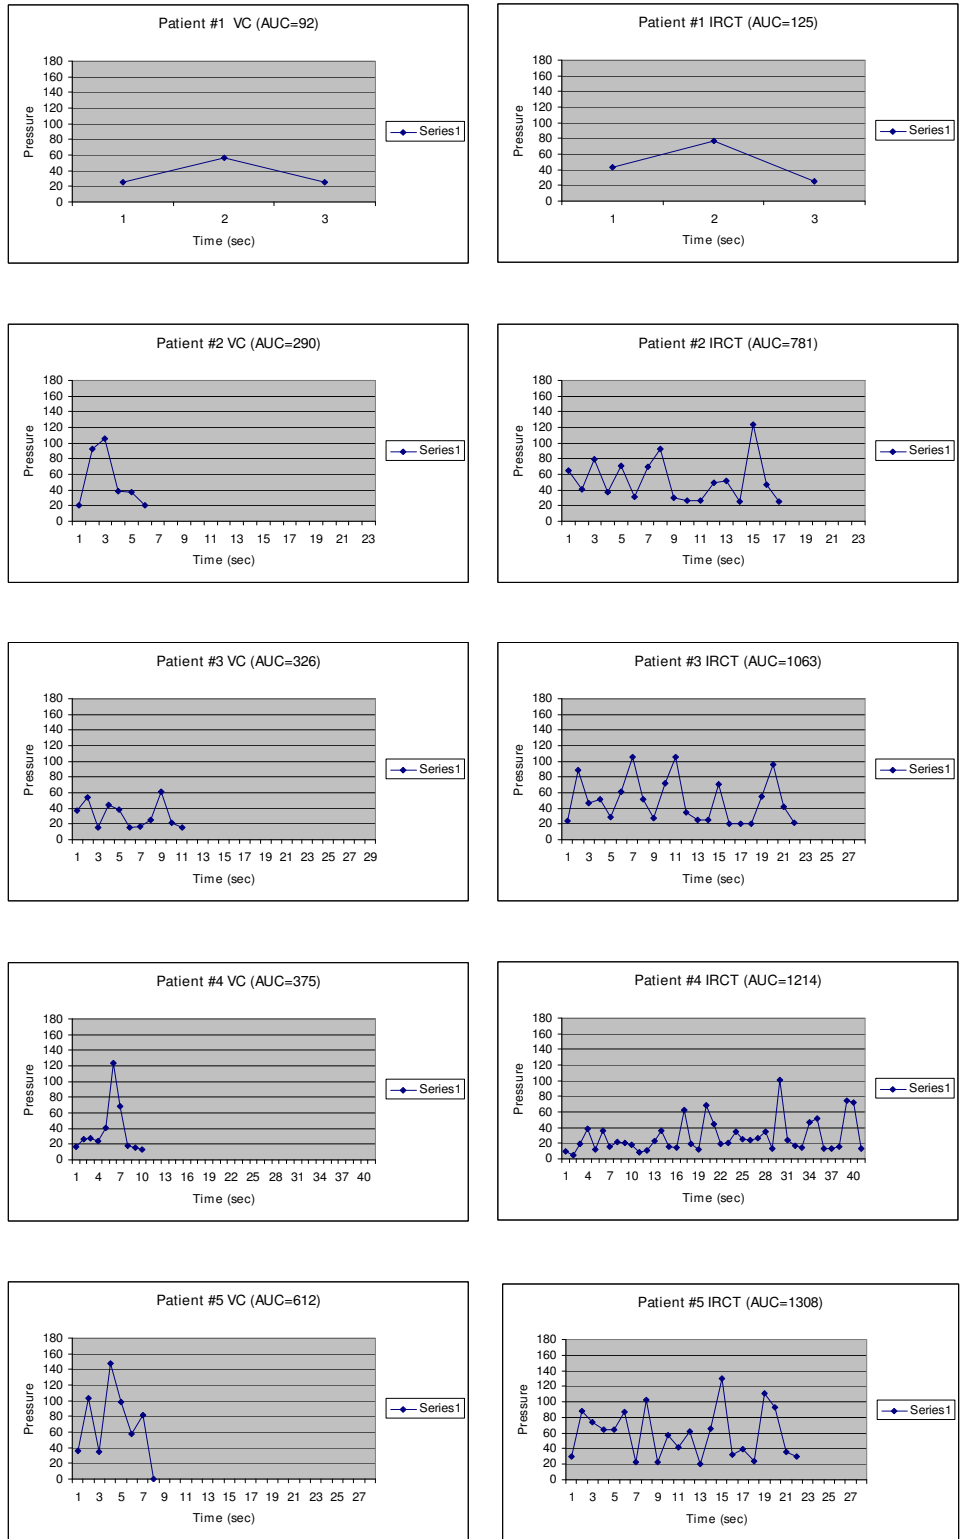 Patient #1 VC (AUC=92)
180
160
140
120
100
80
60
40
20
0
Pressure
1 2 3
Time (sec)
Series1
Patient #1 IRCT (AUC=125)
180
160
140
120
100
80
60
40
20
0
Pressure
1 2 3
Time (sec)
Series1
Patient #2 VC (AUC=290)
180
160
140
120
100
80
60
40
20
0
Pressure
1 3 5 7 9 11 13 15 17 19 21 23
Time (sec)
Series1
Patient #2 IRCT (AUC=781)
180
160
140
120
100
80
60
40
20
0
Pressure
1 3 5 7 9 11 13 15 17 19 21 23
Time (sec)
Series1
Patient #3 VC (AUC=326)
180
160
140
120
100
80
60
40
20
0
Pressure
1 3 5 7 9 11 13 15 17 19 21 23 25 27 29
Time (sec)
Series1
Patient #3 IRCT (AUC=1063)
180
160
140
120
100
80
60
40
20
0
Pressure
1 3 5 7 9 11 13 15 17 19 21 23 25 27
Time (sec)
Series1
Patient #4 VC (AUC=375)
180
160
140
120
100
80
60
40
20
0
Pressure
1 4 7 10 13 16 19 22 25 28 31 34 37 40
Time (sec)
Series1
Patient #4 IRCT (AUC=1214)
180
160
140
120
100
80
60
40
20
0
Pressure
1 4 7 10 13 16 19 22 25 28 31 34 37 40
Time (sec)
Series1
Patient #5 VC (AUC=612)
180
160
140
120
100
80
60
40
20
0
Pressure
1 3 5 7 9 11 13 15 17 19 21 23 25 27
Time (sec)
Series1
Patient #5 IRCT (AUC=1308)
180
160
140
120
100
80
60
40
20
0
Pressure
1 3 5 7 9 11 13 15 17 19 21 23 25 27
Time (sec)
Series1